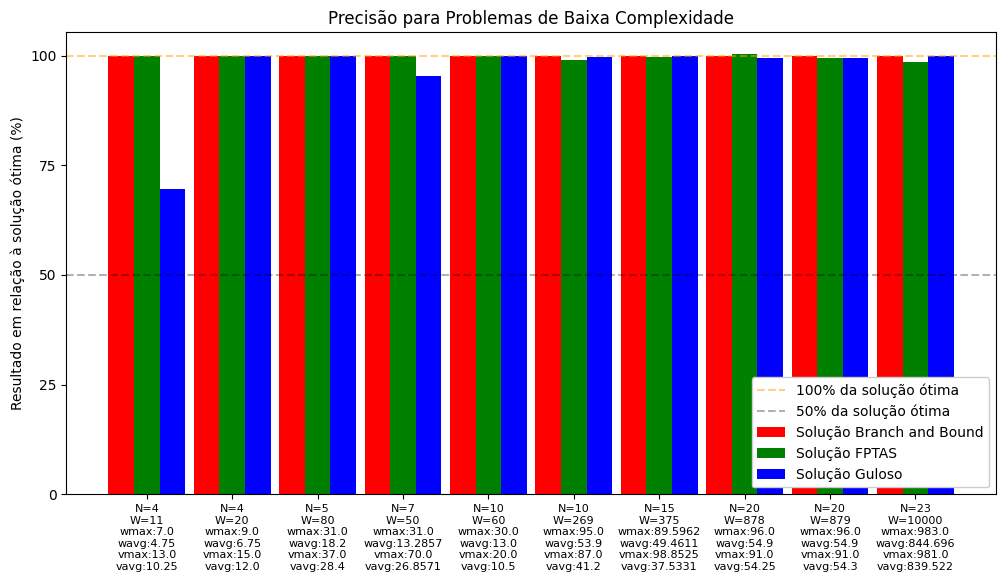 Precisão para Problemas de Baixa Complexidade
Resultado em relação à solução ótima (%)
100
75
50
25
0
100% da solução ótima
50% da solução ótima
Solução Branch and Bound
Solução FPTAS
Solução Guloso
N=4
W=11
wmax:7.0
wavg:4.75
vmax:13.0
vavg:10.25
N=4
W=20
wmax:9.0
wavg:6.75
vmax:15.0
vavg:12.0
N=5
W=80
wmax:31.0
wavg:18.2
vmax:37.0
vavg:28.4
N=7
W=50
wmax:31.0
wavg:13.2857
vmax:70.0
vavg:26.8571
N=10
W=60
wmax:30.0
wavg:13.0
vmax:20.0
vavg:10.5
N=10
W=269
wmax:95.0
wavg:53.9
vmax:87.0
vavg:41.2
N=15
W=375
wmax:89.5962
wavg:49.4611
vmax:98.8525
vavg:37.5331
N=20
W=878
wmax:96.0
wavg:54.9
vmax:91.0
vavg:54.25
N=20
W=879
wmax:96.0
wavg:54.9
vmax:91.0
vavg:54.3
N=23
W=10000
wmax:983.0
wavg:844.696
vmax:981.0
vavg:839.522